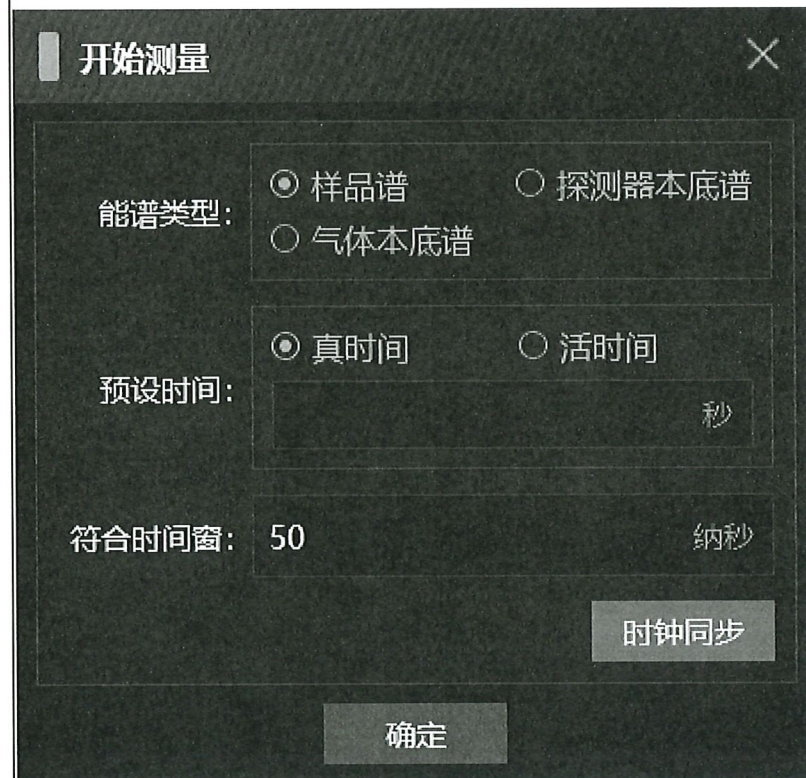 开始测量
能谱类型：
样品谱 探测器本底谱
气体本底谱
预设时间：
真时间 活时间
秒
符合时间窗： 50 纳秒
时钟同步
确定